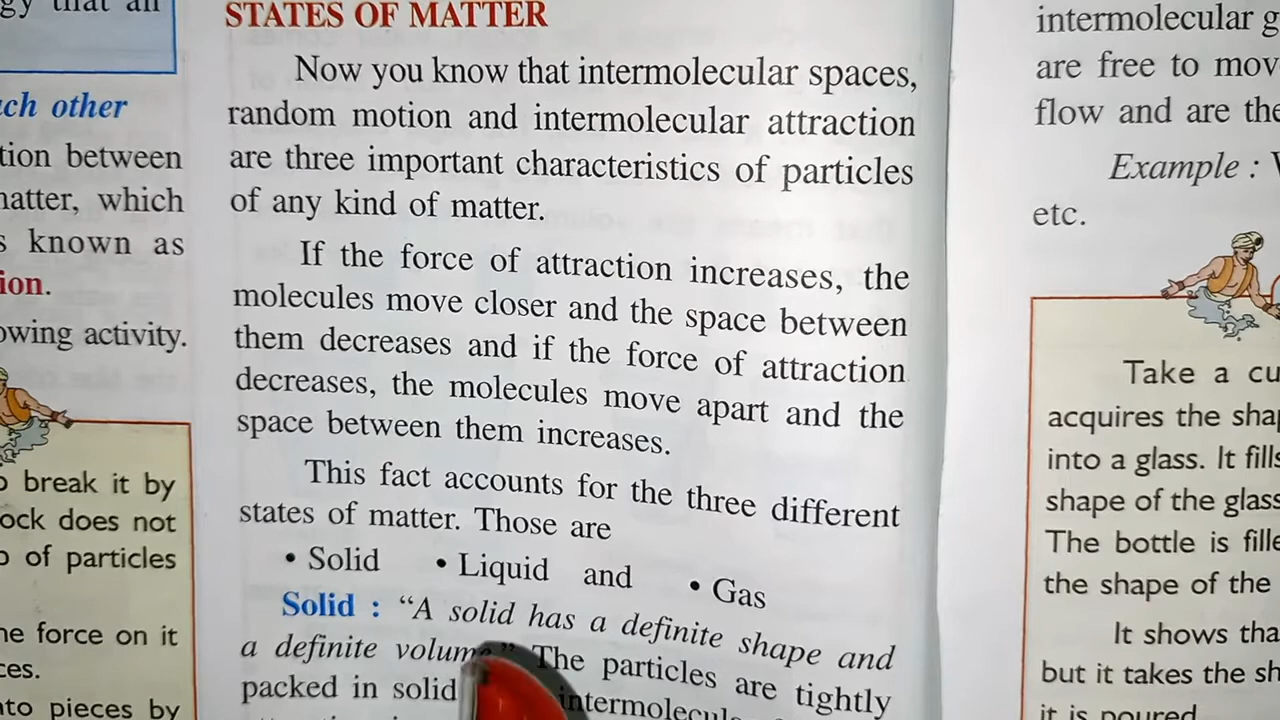 gy that an
ch other
tion between
matter, which
s known as
ion.
owing activity.
break it by
ock does not
of particles
he force on it
ces.
nto pieces by
STATES OF MATTER
Now you know that intermolecular spaces,
random motion and intermolecular attraction
are three important characteristics of particles
of any kind of matter.
If the force of attraction increases, the
molecules move closer and the space between
them decreases and if the force of attraction
decreases, the molecules move apart and the
space between them increases.
This fact accounts for the three different
states of matter. Those are
• Solid • Liquid and • Gas
Solid : “A solid has a definite shape and
a definite volume” The particles are tightly
packed in solid intermolecul
intermolecular g
are free to mov
flow and are the
Example :
etc.
Take a cu
acquires the shap
into a glass. It fills
shape of the glass
The bottle is fille
the shape of the
It shows tha
but it takes the sh
it is poured